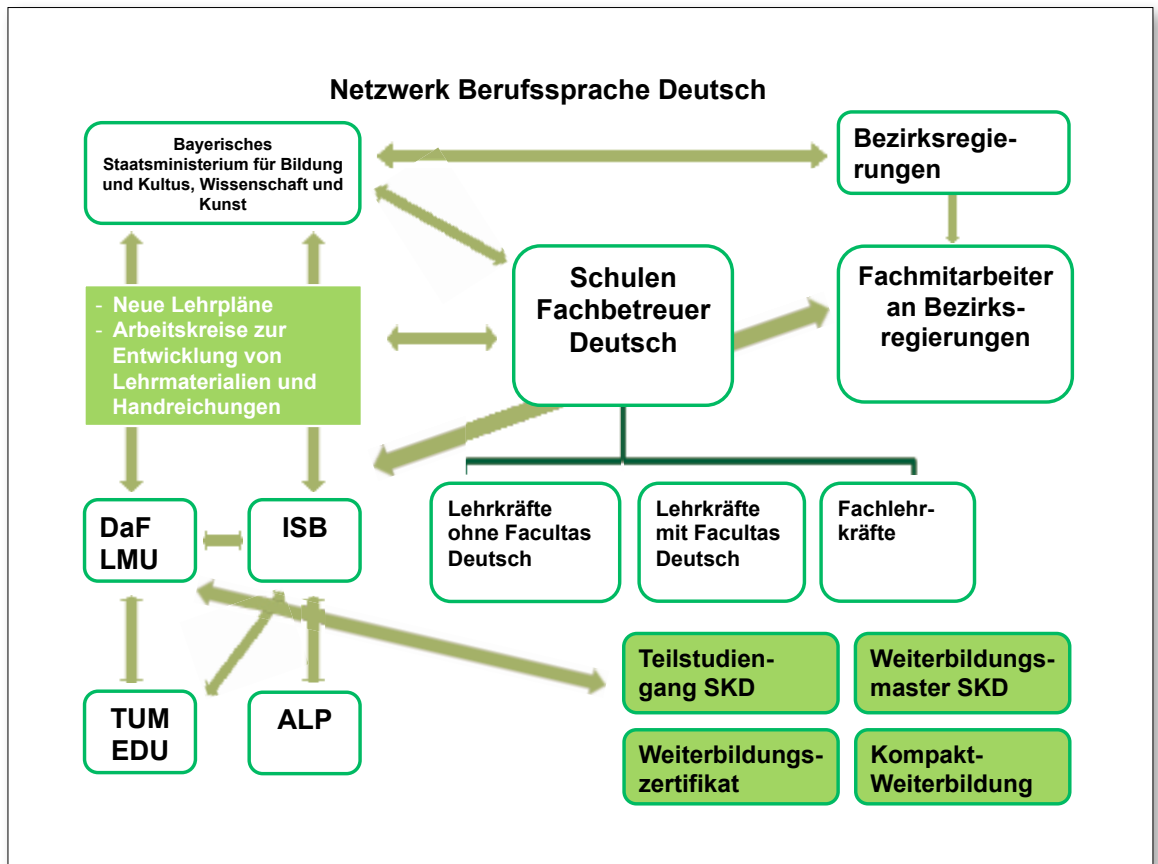 Netzwerk Berufssprache Deutsch
Bayerisches
Staatsministerium für Bildung
und Kultus, Wissenschaft und
Kunst
Bezirksregie-
rungen
- Neue Lehrpläne
- Arbeitskreise zur
Entwicklung von
Lehrmaterialien und
Handreichungen
Schulen
Fachbetreuer
Deutsch
Fachmitarbeiter
an Bezirks-
regierungen
Lehrkräfte
ohne Facultas
Deutsch
Lehrkräfte
mit Facultas
Deutsch
Fachlehr-
kräfte
DaF
LMU
ISB
TUM
EDU
ALP
Teilstudien-
gang SKD
Weiterbildungs-
master SKD
Weiterbildungs-
zertifikat
Kompakt-
Weiterbildung